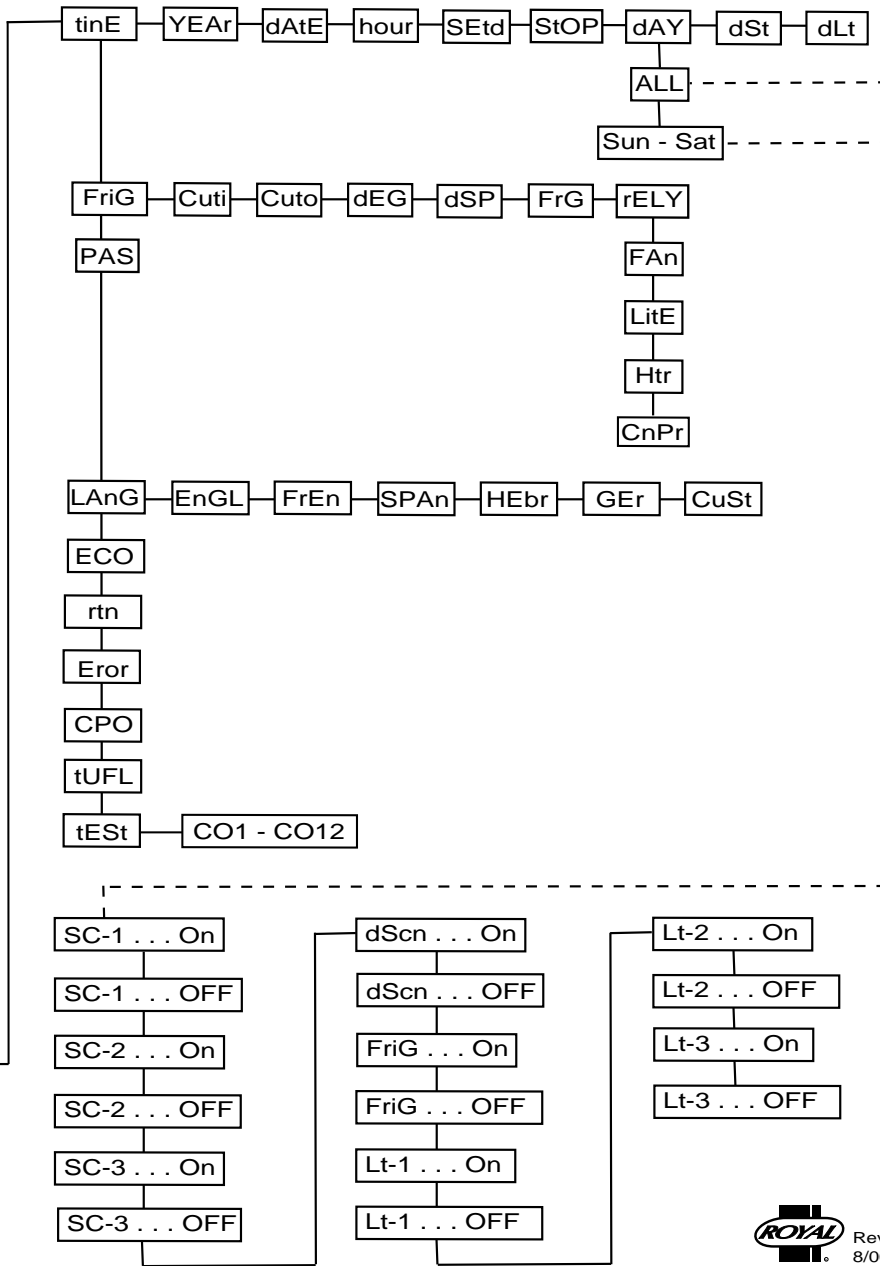 tinE YEAr dAtE hour SEtd StOP dAY dSt dLt
ALL
Sun - Sat
FriG Cuti Cuto dEG dSP FrG rELY
PAS
FAn
LitE
Htr
CnPr
LAnG EnGL FrEn SPAn HEbr GEr CuSt
ECO
rtn
Eror
CPO
tUFL
tESt CO1 - CO12
SC-1 . . . On
SC-1 . . . OFF
SC-2 . . . On
SC-2 . . . OFF
SC-3 . . . On
SC-3 . . . OFF
dScn . . . On
dScn . . . OFF
FriG . . . On
FriG . . . OFF
Lt-1 . . . On
Lt-1 . . . OFF
Lt-2 . . . On
Lt-2 . . . OFF
Lt-3 . . . On
Lt-3 . . . OFF
ROYAL